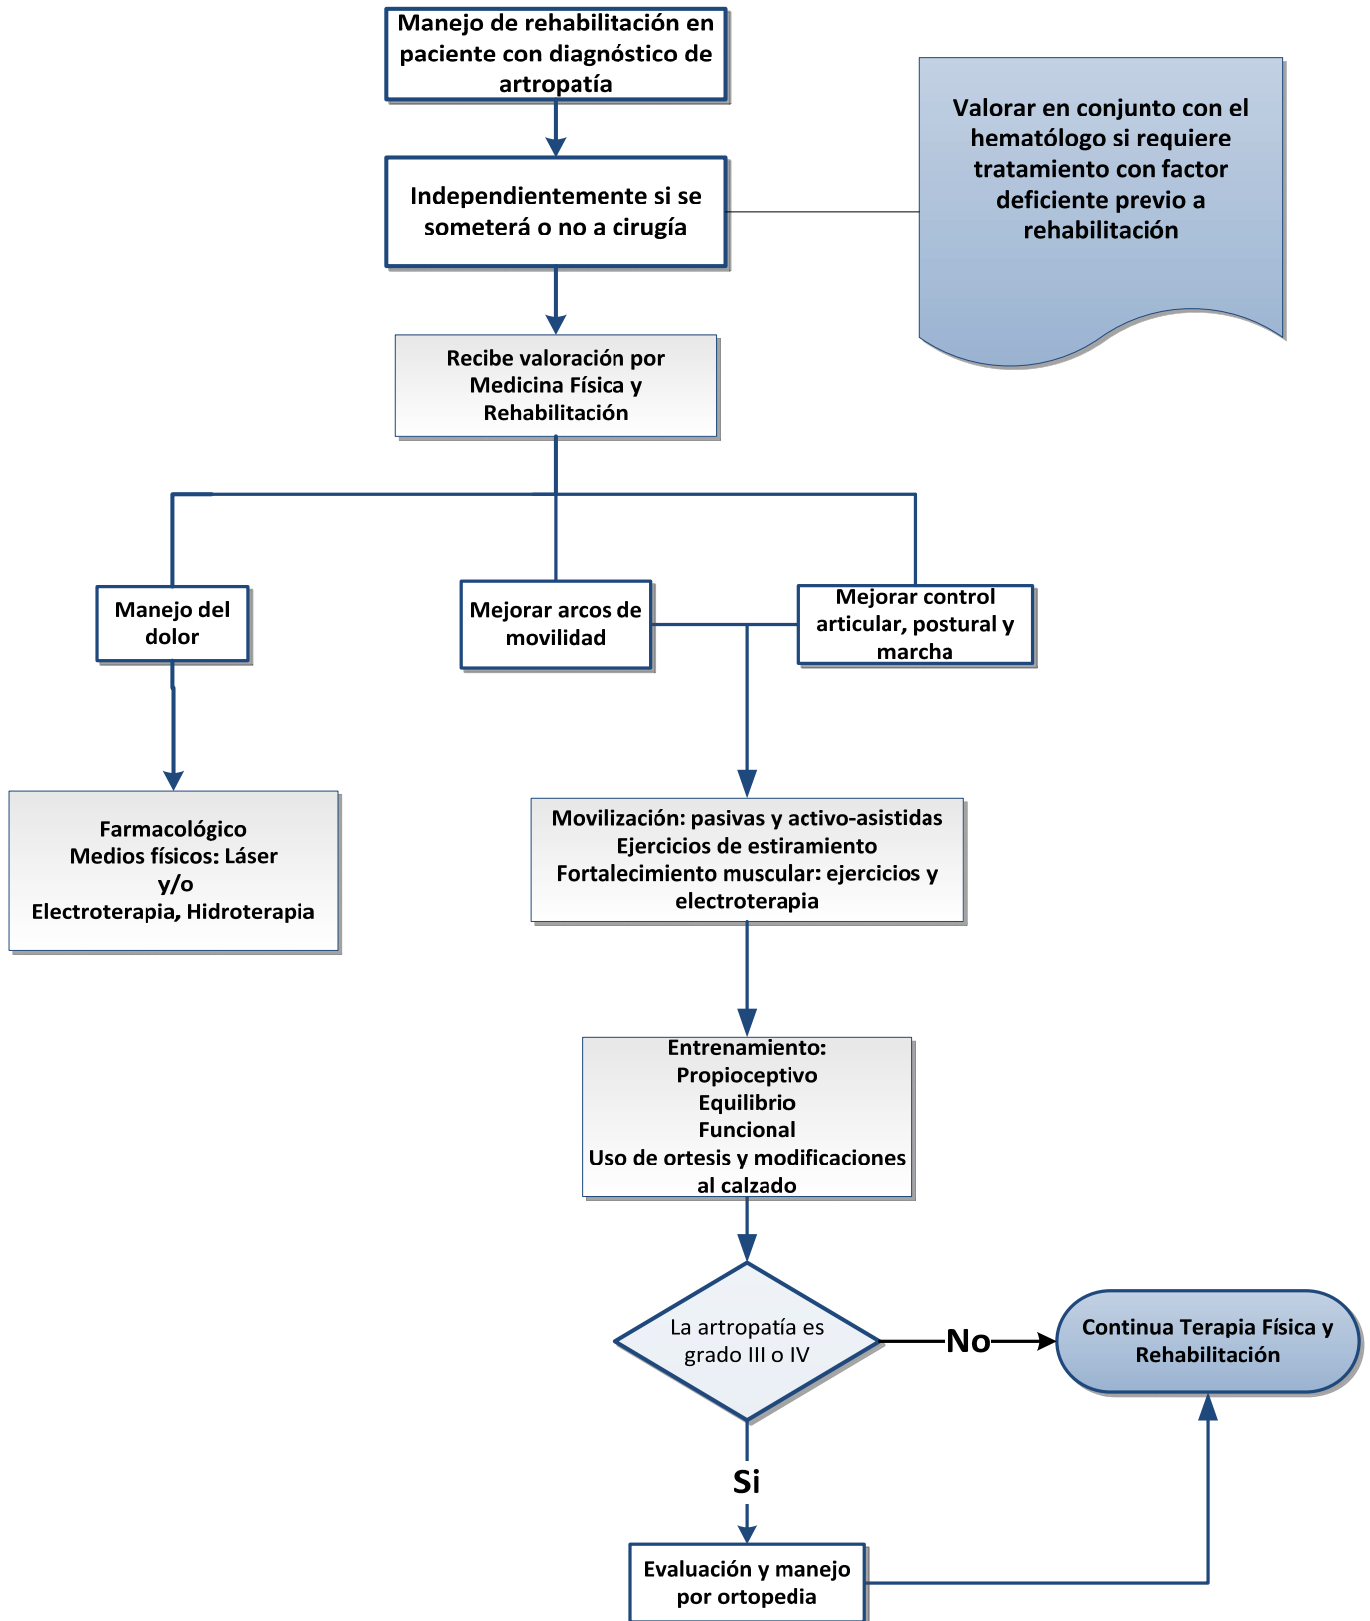 Manejo de rehabilitación en
paciente con diagnóstico de
artropatía
Valorar en conjunto con el
hematólogo si requiere
tratamiento con factor
deficiente previo a
rehabilitación
Independientemente si se
someterá o no a cirugía
Recibe valoración por
Medicina Física y
Rehabilitación
Manejo del
dolor
Mejorar arcos de
movilidad
Mejorar control
articular, postural y
marcha
Farmacológico
Medios físicos: Láser
y/o
Electroterapia, Hidroterapia
Movilización: pasivas y activo-asistidas
Ejercicios de estiramiento
Fortalecimiento muscular: ejercicios y
electroterapia
Entrenamiento:
Propioceptivo
Equilibrio
Funcional
Uso de ortesis y modificaciones
al calzado
La artropatía es
grado III o IV
No
Continua Terapia Física y
Rehabilitación
Si
Evaluación y manejo
por ortopedia